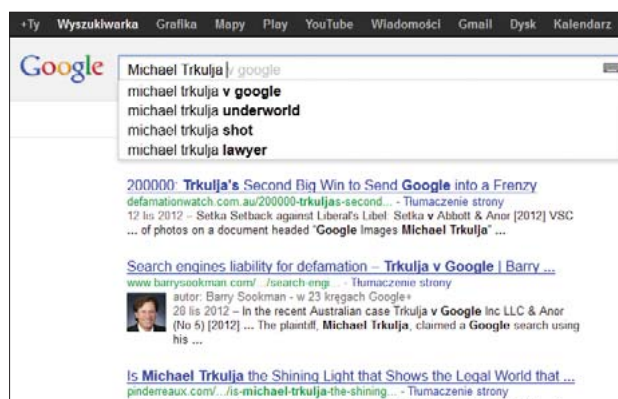 +Ty Wyszukiwarka Grafika Mapy Play YouTube Wiadomości Gmail Dysk Kalendarz
Google Michael Trkulja v google
michael trkulja v google
michael trkulja underworld
michael trkulja shot
michael trkulja lawyer
200000: Trkulja's Second Big Win to Send Google into a Frenzy
defamationwatch.com.au/200000-trkuljas-second... - Tłumaczenie strony
12 lis 2012 – Setka Setback against Liberal's Libel: Setka v Abbott & Anor [2012] VSC
... of photos on a document headed "Google Images Michael Trkulja" ...
Search engines liability for defamation – Trkulja v Google | Barry ...
www.barrysookman.com/.../search-engi... - Tłumaczenie strony
autor: Barry Sookman - w 23 kręgach Google+
28 lis 2012 – In the recent Australian case Trkulja v Google Inc LLC & Anor
(No 5) [2012] ... The plaintiff, Michael Trkulja, claimed a Google search using
his ...
Is Michael Trkulja the Shining Light that Shows the Legal World that ...
pinderreaux.com/.../is-michael-trkulja-the-shining... - Tłumaczenie strony